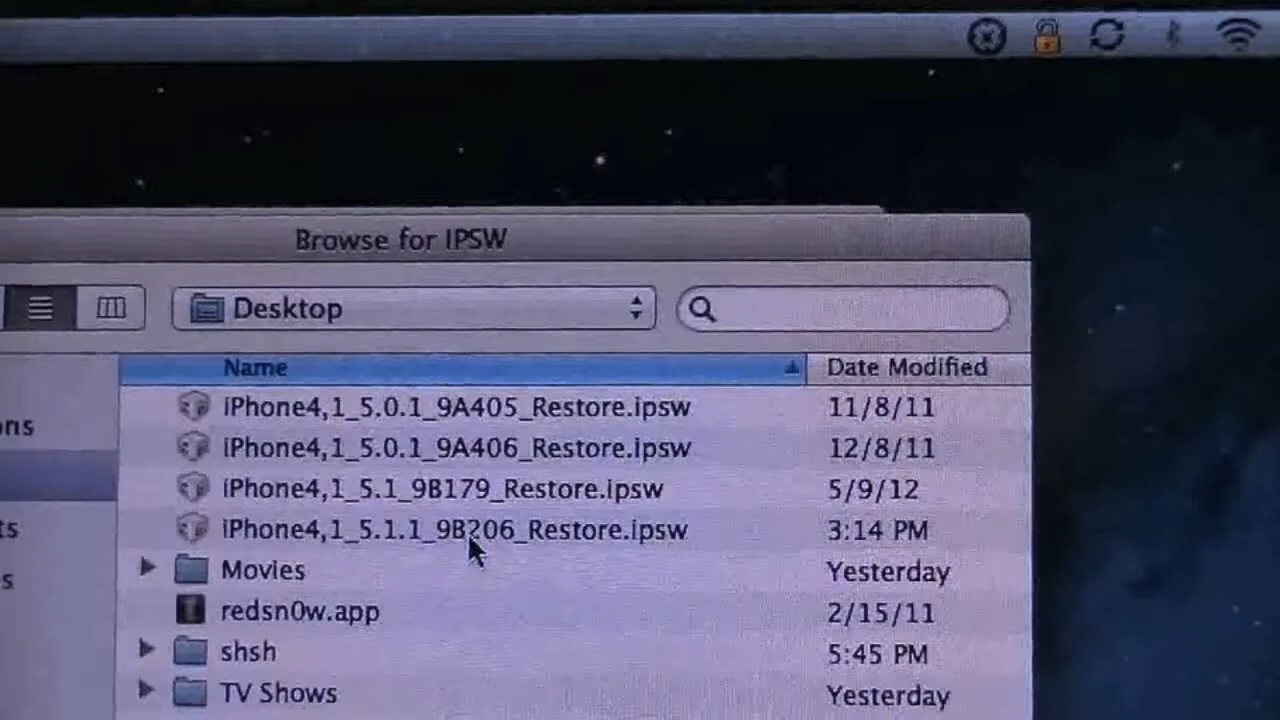 Browse for IPSW
Desktop
Name Date Modified
ons
iPhone4,1_5.0.1_9A405_Restore.ipsw 11/8/11
iPhone4,1_5.0.1_9A406_Restore.ipsw 12/8/11
iPhone4,1_5.1_9B179_Restore.ipsw 5/9/12
ts
iPhone4,1_5.1.1_9B206_Restore.ipsw 3:14 PM
s
Movies Yesterday
redsn0w.app 2/15/11
shsh 5:45 PM
TV Shows Yesterday